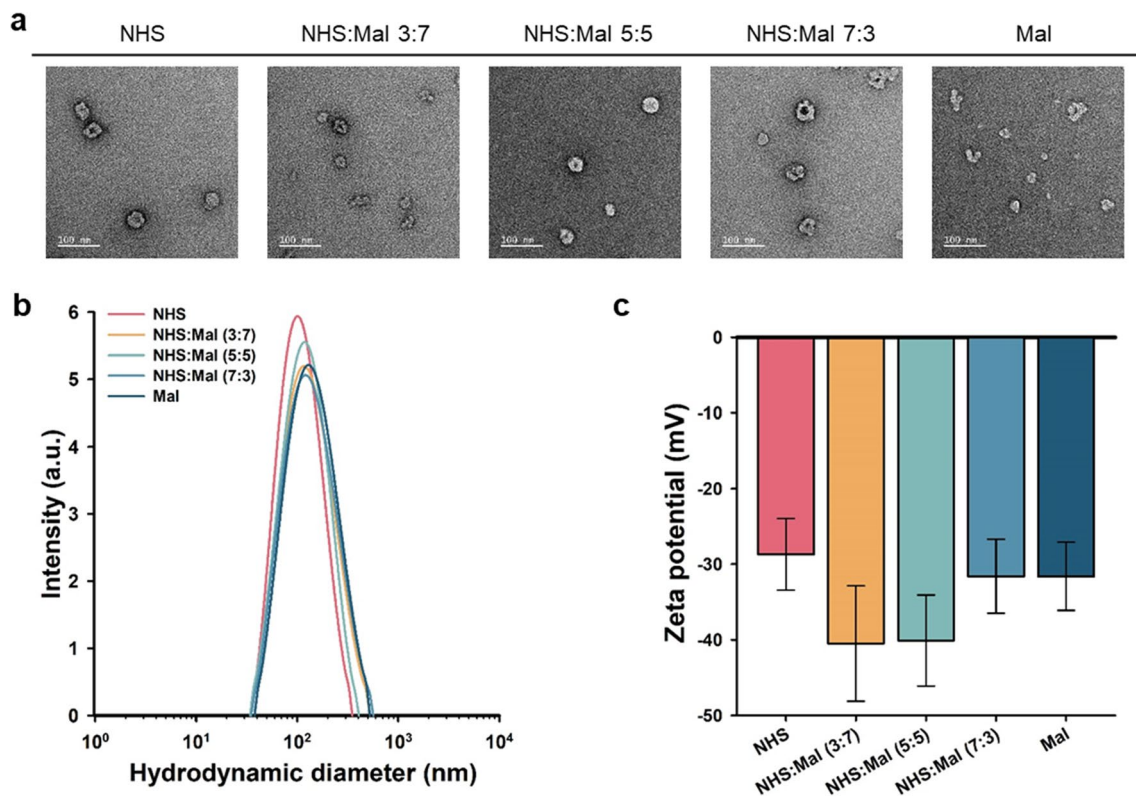 a
NHS
NHS:Mal 3:7
NHS:Mal 5:5
NHS:Mal 7:3
Mal
100 nm
100 nm
100 nm
100 nm
100 nm
b
NHS
NHS:Mal (3:7)
NHS:Mal (5:5)
NHS:Mal (7:3)
Mal
Intensity (a.u.)
6
5
4
3
2
1
0
10⁰
10¹
10²
10³
10⁴
Hydrodynamic diameter (nm)
c
Zeta potential (mV)
0
-10
-20
-30
-40
-50
NHS
NHS:Mal (3:7)
NHS:Mal (5:5)
NHS:Mal (7:3)
Mal